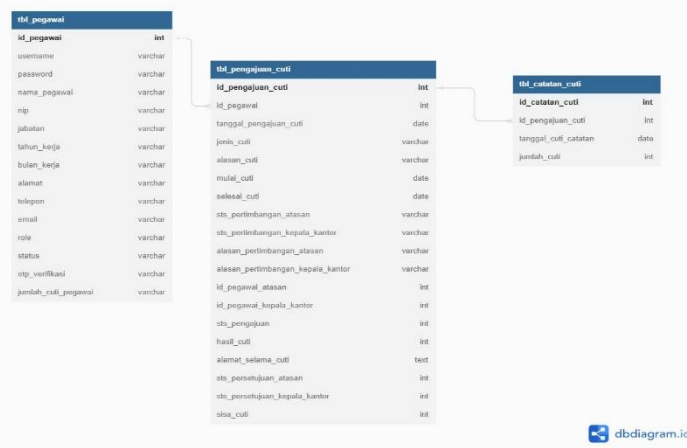 tbl_pegawai
id_pegawai int
username varchar
password varchar
nama_pegawai varchar
nip varchar
jabatan varchar
tahun_kerja varchar
bulan_kerja varchar
alamat varchar
telepon varchar
email varchar
role varchar
status varchar
otp_verifikasi varchar
jumlah_cuti_pegawai varchar
tbl_pengajuan_cuti
id_pengajuan_cuti int
id_pegawai int
tanggal_pengajuan_cuti date
jenis_cuti varchar
alasan_cuti varchar
mulai_cuti date
selesai_cuti date
sts_pertimbangan_atasan varchar
sts_pertimbangan_kepala_kantor varchar
alasan_pertimbangan_atasan varchar
alasan_pertimbangan_kepala_kantor varchar
id_pegawai_atasan int
id_pegawai_kepala_kantor int
sts_pengajuan int
hasil_cuti int
alamat_selama_cuti text
sts_persetujuan_atasan int
sts_persetujuan_kepala_kantor int
sisa_cuti int
tbl_catatan_cuti
id_catatan_cuti int
id_pengajuan_cuti int
tanggal_cuti_catatan date
jumlah_cuti int
dbdiagram.io